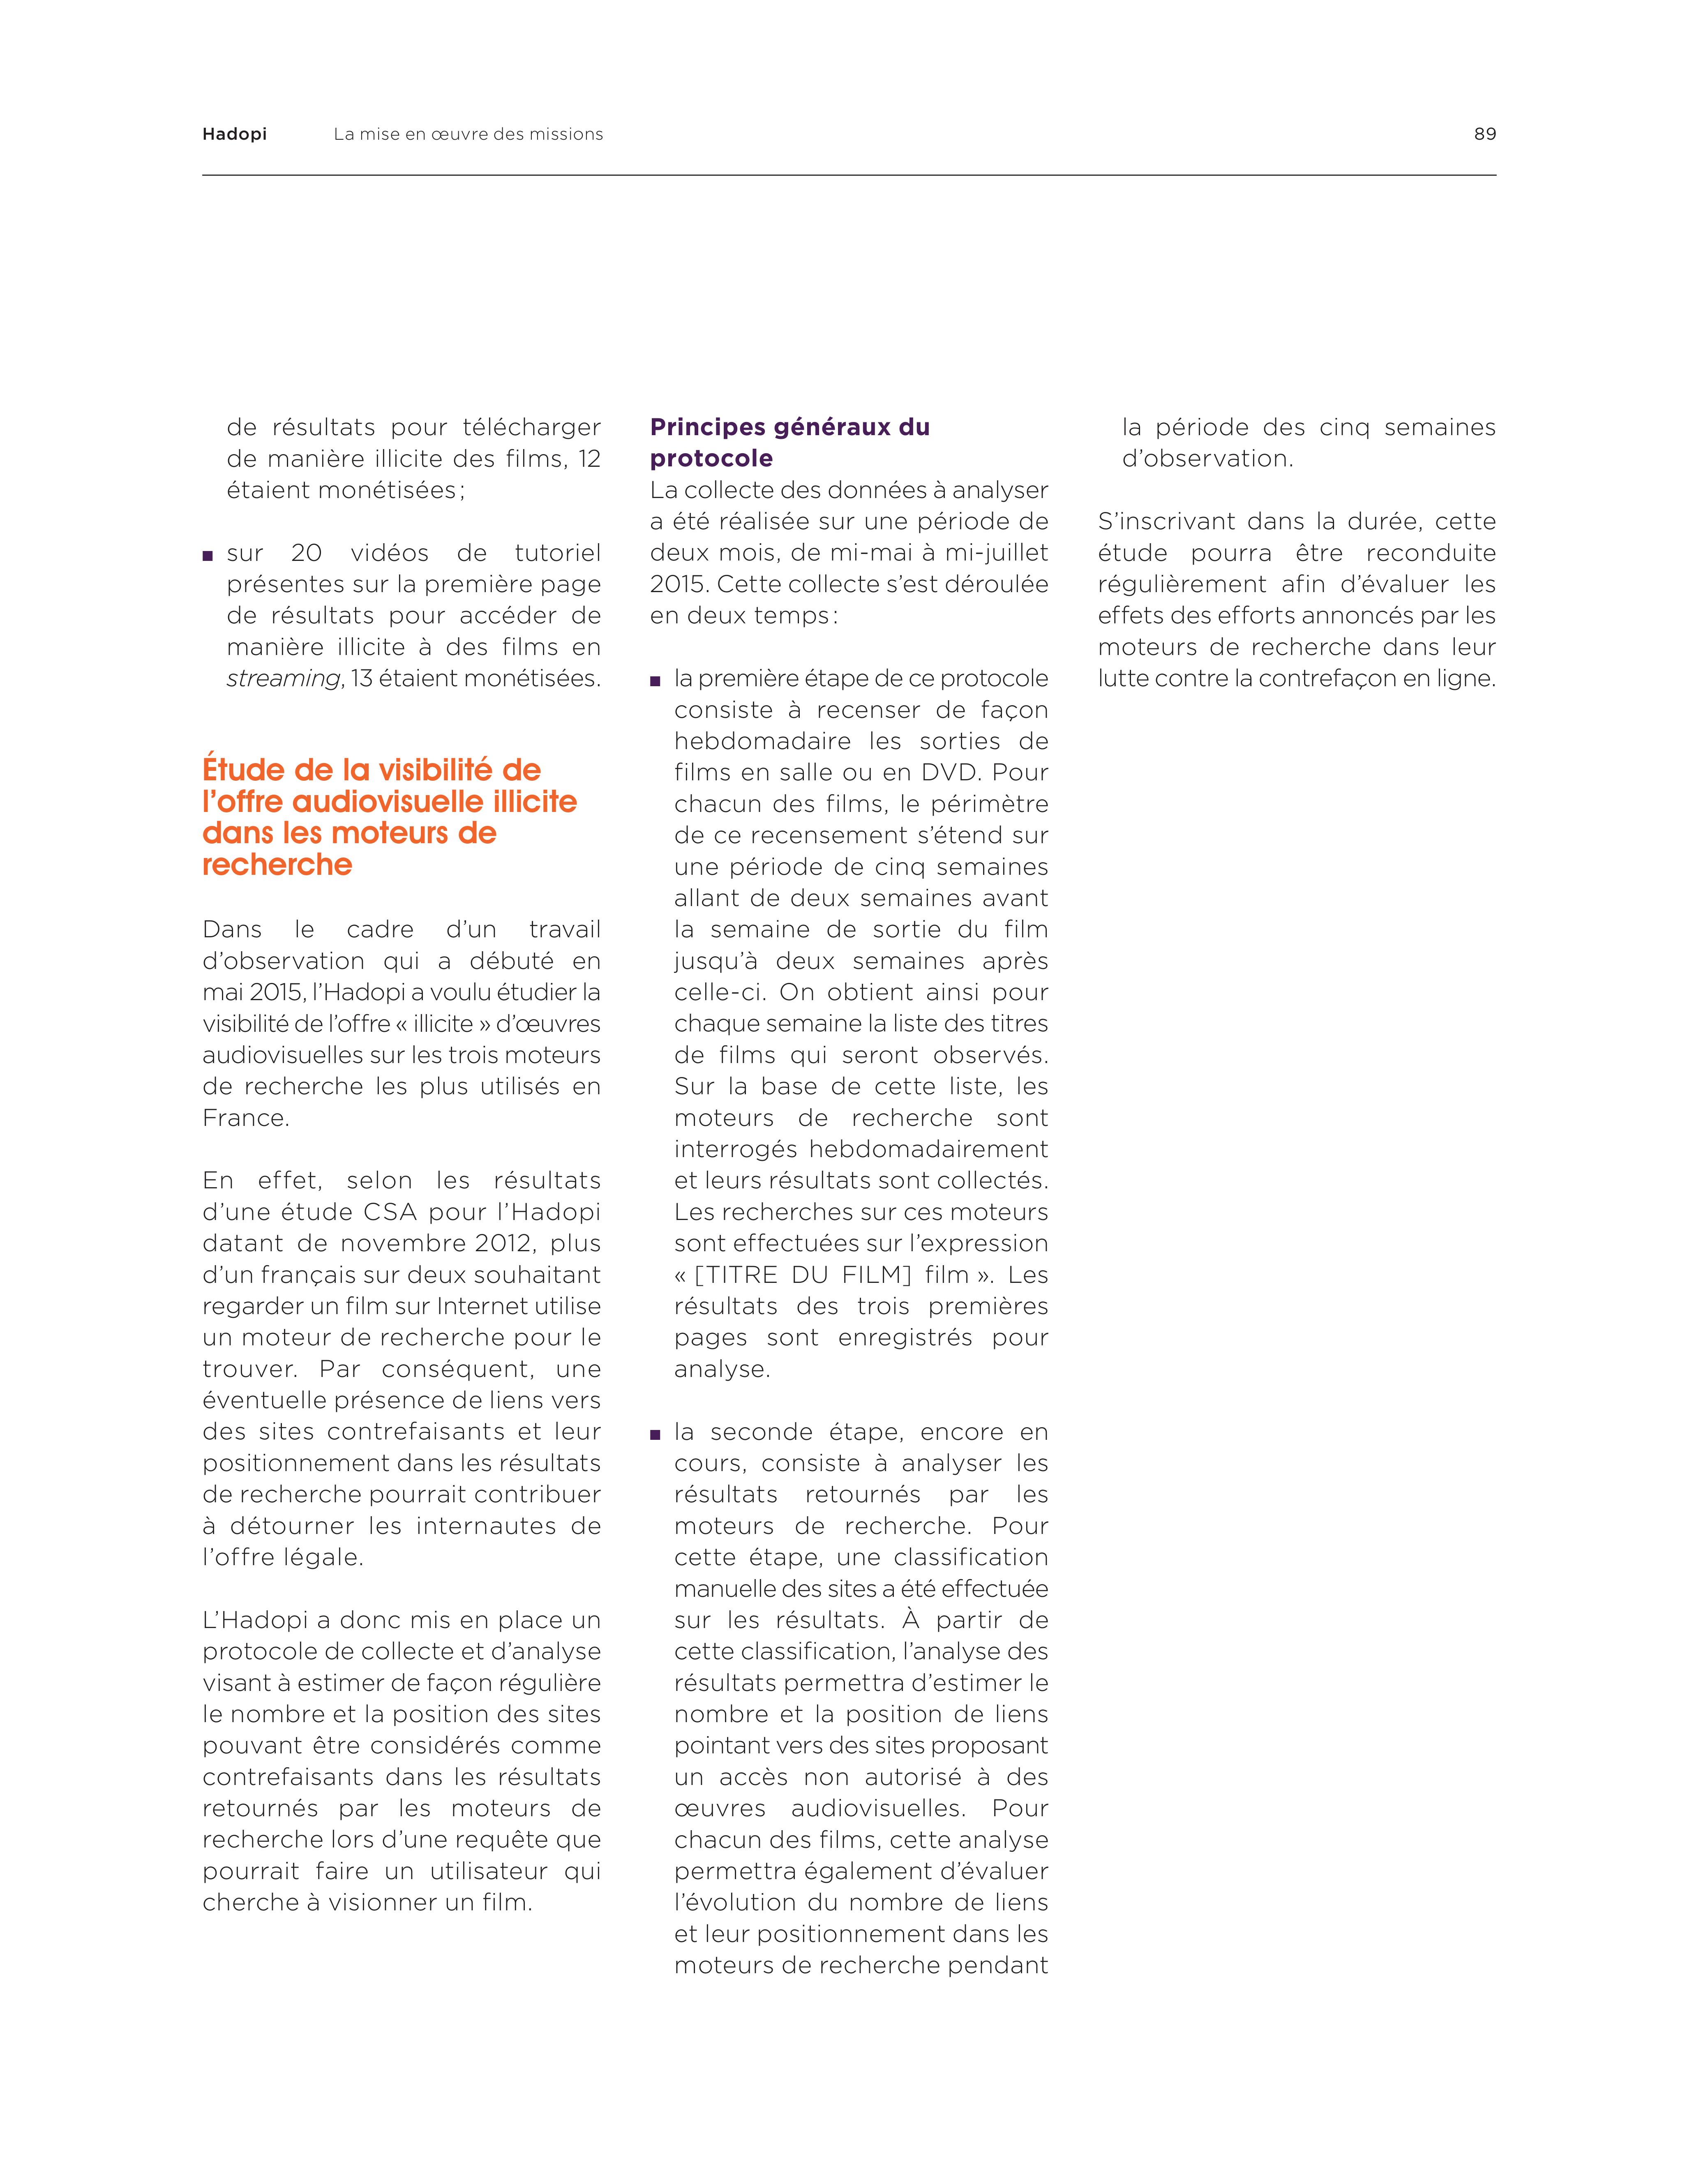 Hadopi La mise en œuvre des missions 89
de résultats pour télécharger
de manière illicite des films, 12
étaient monétisées ;
■ sur 20 vidéos de tutoriel
présentes sur la première page
de résultats pour accéder de
manière illicite à des films en
streaming, 13 étaient monétisées.
Étude de la visibilité de
l’offre audiovisuelle illicite
dans les moteurs de
recherche
Dans le cadre d’un travail
d’observation qui a débuté en
mai 2015, l’Hadopi a voulu étudier la
visibilité de l’offre « illicite » d’œuvres
audiovisuelles sur les trois moteurs
de recherche les plus utilisés en
France.
En effet, selon les résultats
d’une étude CSA pour l’Hadopi
datant de novembre 2012, plus
d’un français sur deux souhaitant
regarder un film sur Internet utilise
un moteur de recherche pour le
trouver. Par conséquent, une
éventuelle présence de liens vers
des sites contrefaisants et leur
positionnement dans les résultats
de recherche pourrait contribuer
à détourner les internautes de
l’offre légale.
L’Hadopi a donc mis en place un
protocole de collecte et d’analyse
visant à estimer de façon régulière
le nombre et la position des sites
pouvant être considérés comme
contrefaisants dans les résultats
retournés par les moteurs de
recherche lors d’une requête que
pourrait faire un utilisateur qui
cherche à visionner un film.
Principes généraux du
protocole
La collecte des données à analyser
a été réalisée sur une période de
deux mois, de mi-mai à mi-juillet
2015. Cette collecte s’est déroulée
en deux temps :
■ la première étape de ce protocole
consiste à recenser de façon
hebdomadaire les sorties de
films en salle ou en DVD. Pour
chacun des films, le périmètre
de ce recensement s’étend sur
une période de cinq semaines
allant de deux semaines avant
la semaine de sortie du film
jusqu’à deux semaines après
celle-ci. On obtient ainsi pour
chaque semaine la liste des titres
de films qui seront observés.
Sur la base de cette liste, les
moteurs de recherche sont
interrogés hebdomadairement
et leurs résultats sont collectés.
Les recherches sur ces moteurs
sont effectuées sur l’expression
« [TITRE DU FILM] film ». Les
résultats des trois premières
pages sont enregistrés pour
analyse.
■ la seconde étape, encore en
cours, consiste à analyser les
résultats retournés par les
moteurs de recherche. Pour
cette étape, une classification
manuelle des sites a été effectuée
sur les résultats. À partir de
cette classification, l’analyse des
résultats permettra d’estimer le
nombre et la position de liens
pointant vers des sites proposant
un accès non autorisé à des
œuvres audiovisuelles. Pour
chacun des films, cette analyse
permettra également d’évaluer
l’évolution du nombre de liens
et leur positionnement dans les
moteurs de recherche pendant
la période des cinq semaines
d’observation.
S’inscrivant dans la durée, cette
étude pourra être reconduite
régulièrement afin d’évaluer les
effets des efforts annoncés par les
moteurs de recherche dans leur
lutte contre la contrefaçon en ligne.